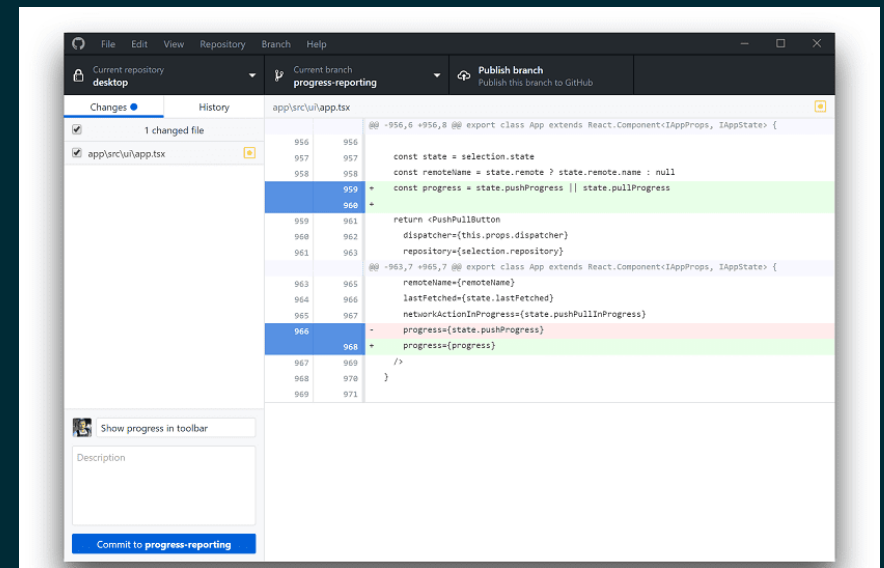 File Edit View Repository Branch Help
Current repository
desktop
Current branch
progress-reporting
Publish branch
Publish this branch to GitHub
Changes History
1 changed file
app\src\ui\app.tsx
Show progress in toolbar
Description
Commit to progress-reporting
app\src\ui\app.tsx
@@ -956,6 +956,8 @@ export class App extends React.Component<IAppProps, IAppState> {
956 956
957 957 const state = selection.state
958 958 const remoteName = state.remote ? state.remote.name : null
959 + const progress = state.pushProgress || state.pullProgress
960 +
959 961 return <PushPullButton
960 962 dispatcher={this.props.dispatcher}
961 963 repository={selection.repository}
@@ -963,7 +965,7 @@ export class App extends React.Component<IAppProps, IAppState> {
963 965 remoteName={remoteName}
964 966 lastFetched={state.lastFetched}
965 967 networkActionInProgress={state.pushPullInProgress}
966 - progress={state.pushProgress}
968 + progress={progress}
967 969 />
968 970 }
969 971